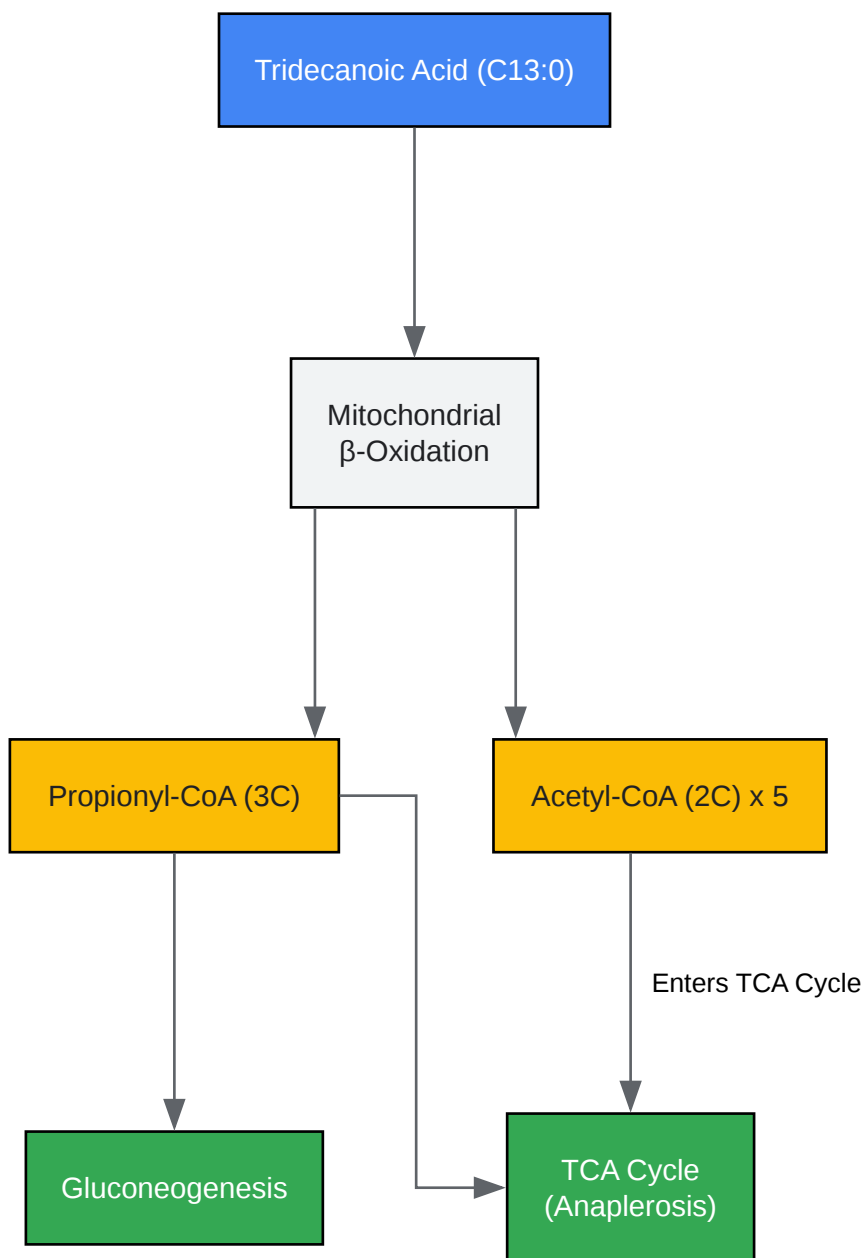 Tridecanoic Acid (C13:0)
Mitochondrial
β-Oxidation
Propionyl-CoA (3C)
Acetyl-CoA (2C) x 5
Enters TCA Cycle
Gluconeogenesis
TCA Cycle
(Anaplerosis)